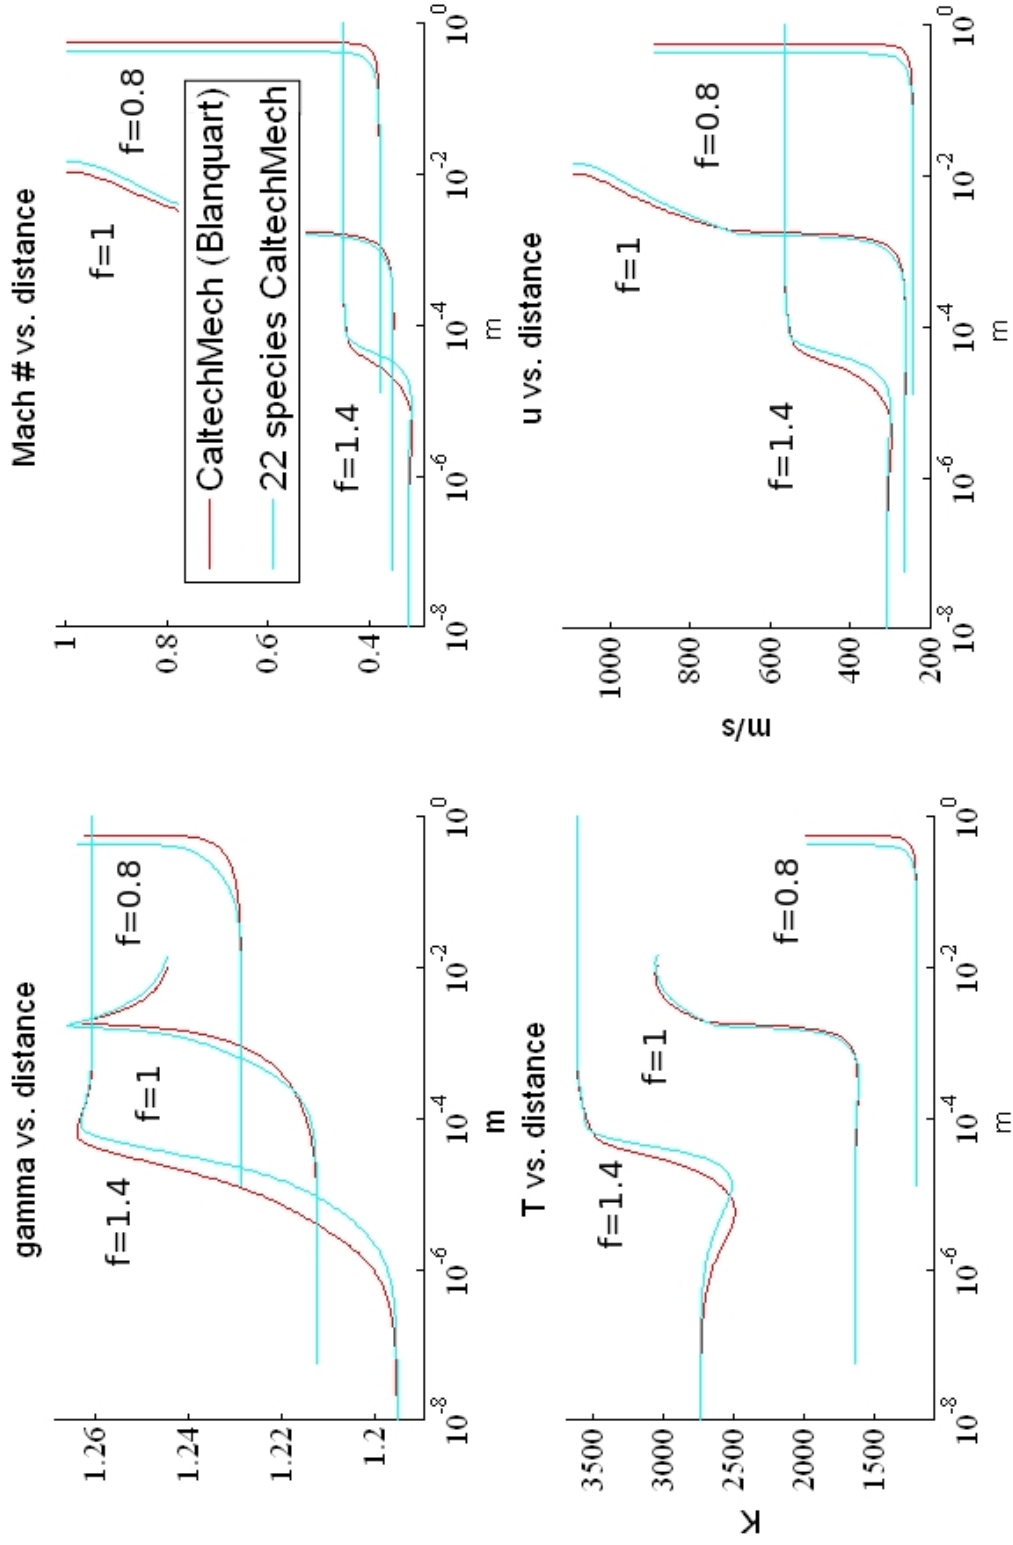 gamma vs. distance
1.26
1.24
1.22
1.2
f=1.4
f=1
f=0.8
10^-8
10^-6
10^-4
10^-2
10^0
m
Mach # vs. distance
1
0.8
0.6
0.4
f=1
f=0.8
CaltechMech (Blanquart)
22 species CaltechMech
f=1.4
10^-8
10^-6
10^-4
10^-2
10^0
m
T vs. distance
K
3500
3000
2500
2000
1500
f=1.4
f=1
f=0.8
10^-8
10^-6
10^-4
10^-2
10^0
m
u vs. distance
m/s
1000
800
600
400
200
f=1
f=0.8
f=1.4
10^-8
10^-6
10^-4
10^-2
10^0
m